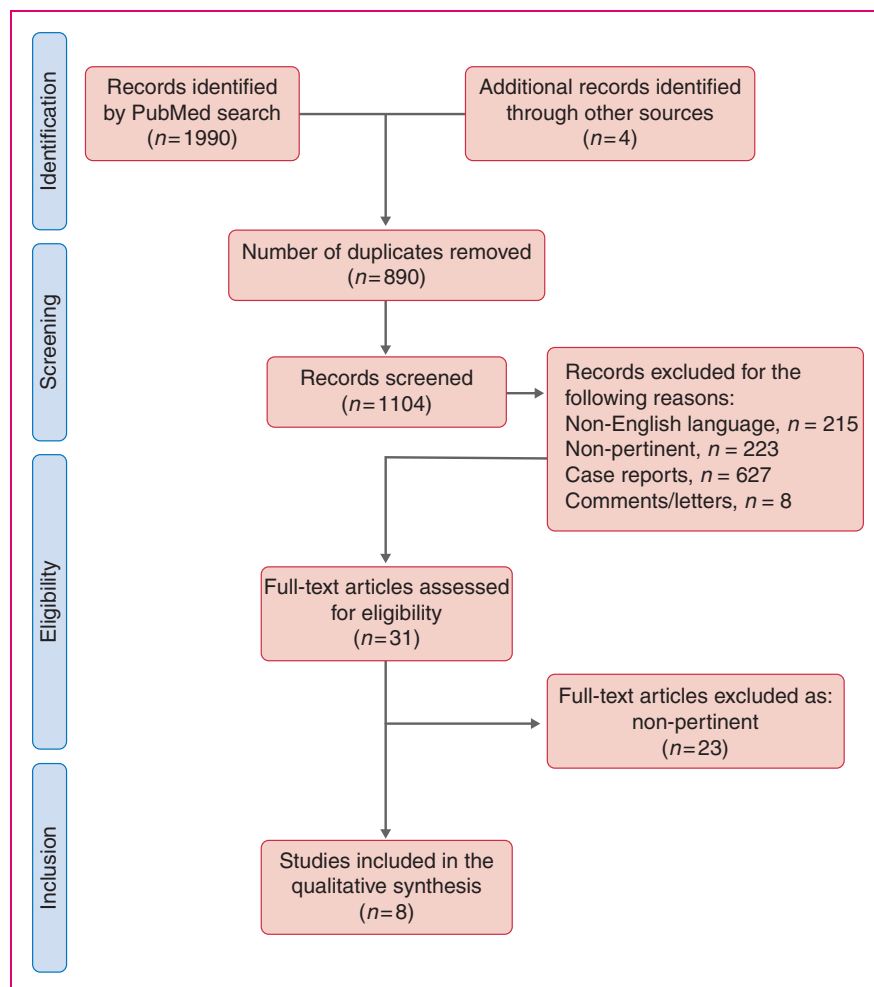 Identification
Records identified
by PubMed search
(n=1990)
Additional records identified
through other sources
(n=4)
Screening
Number of duplicates removed
(n=890)
Records screened
(n=1104)
Records excluded for the
following reasons:
Non-English language, n = 215
Non-pertinent, n = 223
Case reports, n = 627
Comments/letters, n = 8
Eligibility
Full-text articles assessed
for eligibility
(n=31)
Full-text articles excluded as:
non-pertinent
(n=23)
Inclusion
Studies included in the
qualitative synthesis
(n=8)